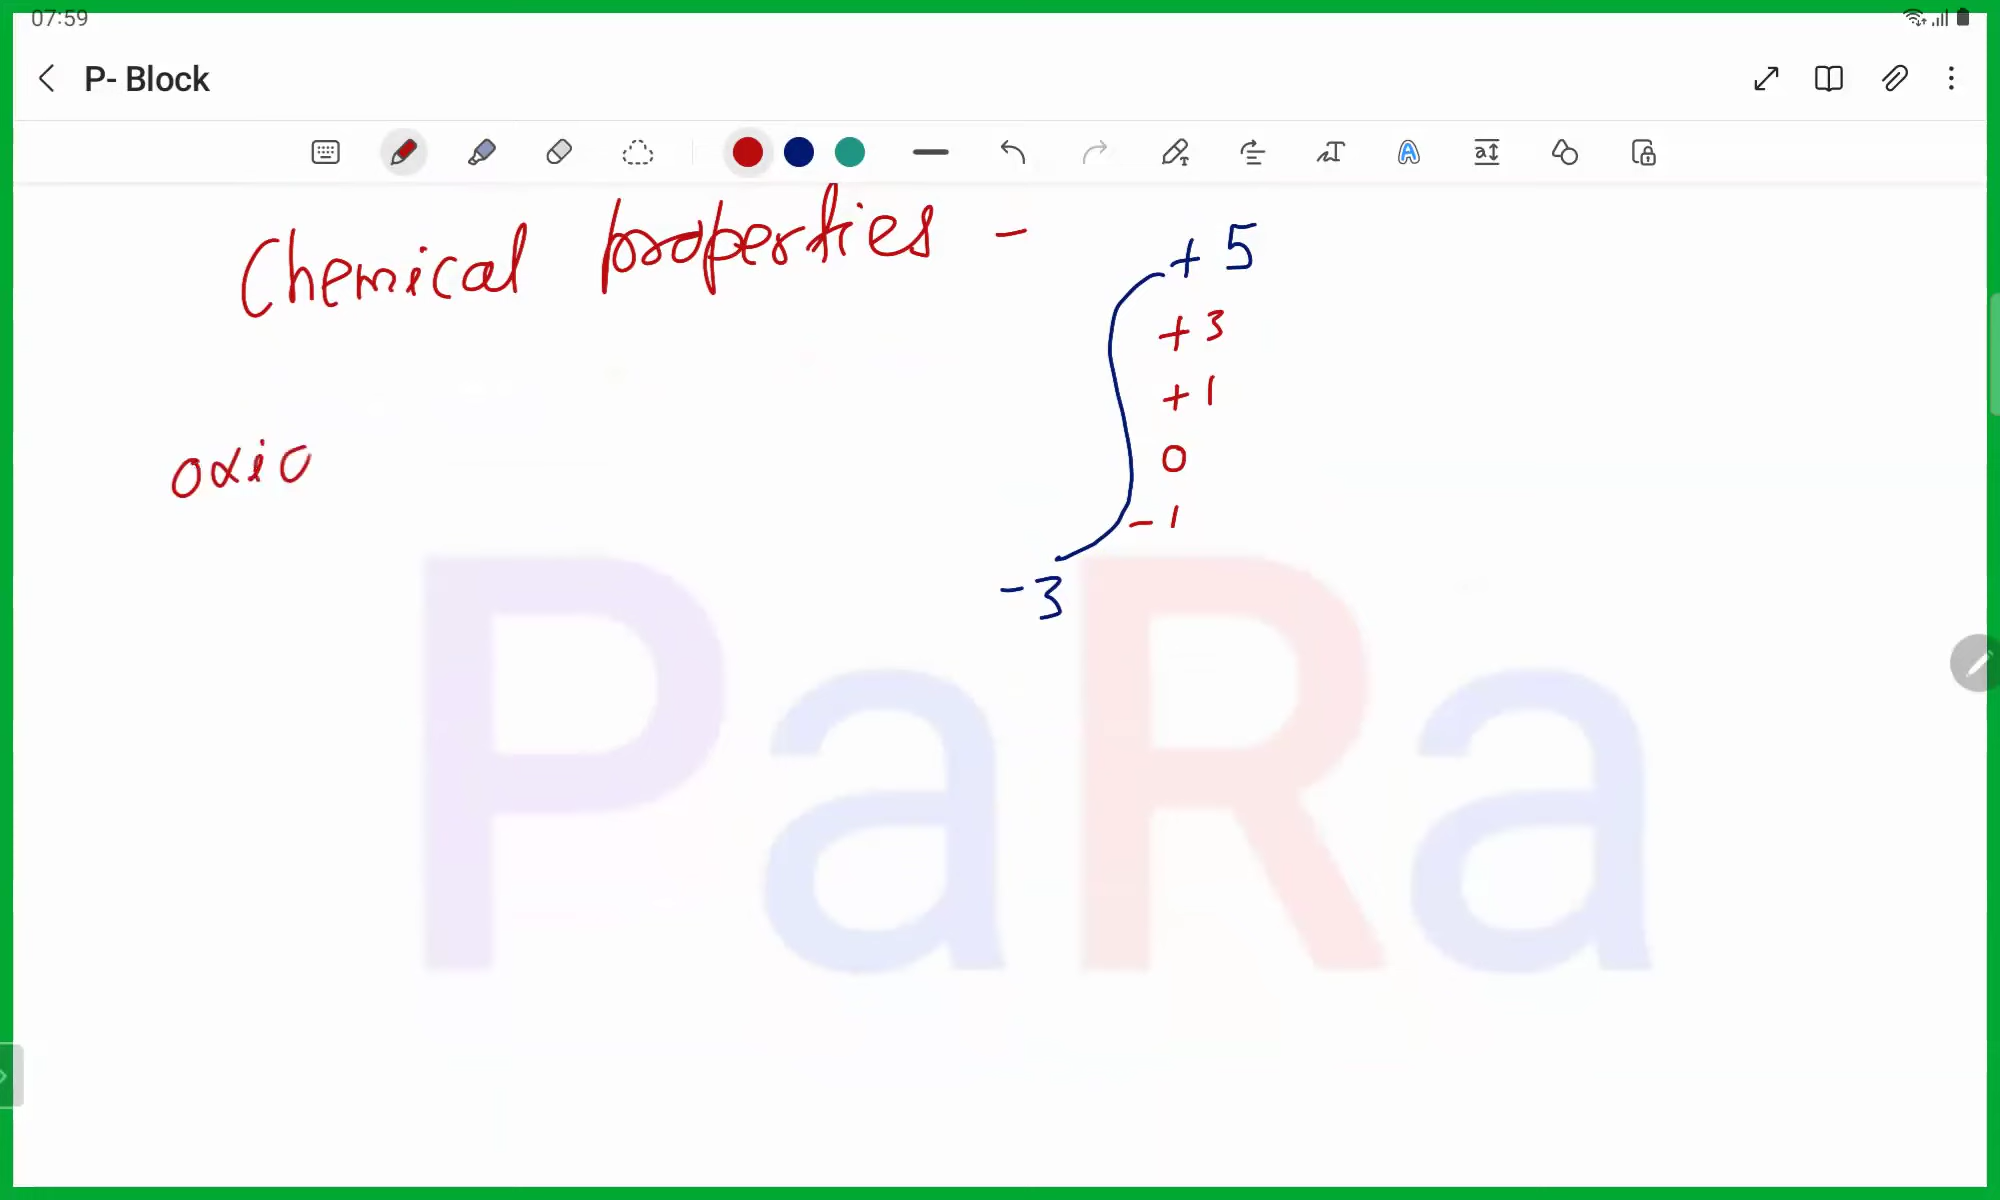 07:59
P- Block
Chemical properties -
+ 5
+ 3
+ 1
0
oxio
- 1
- 3
PaRa